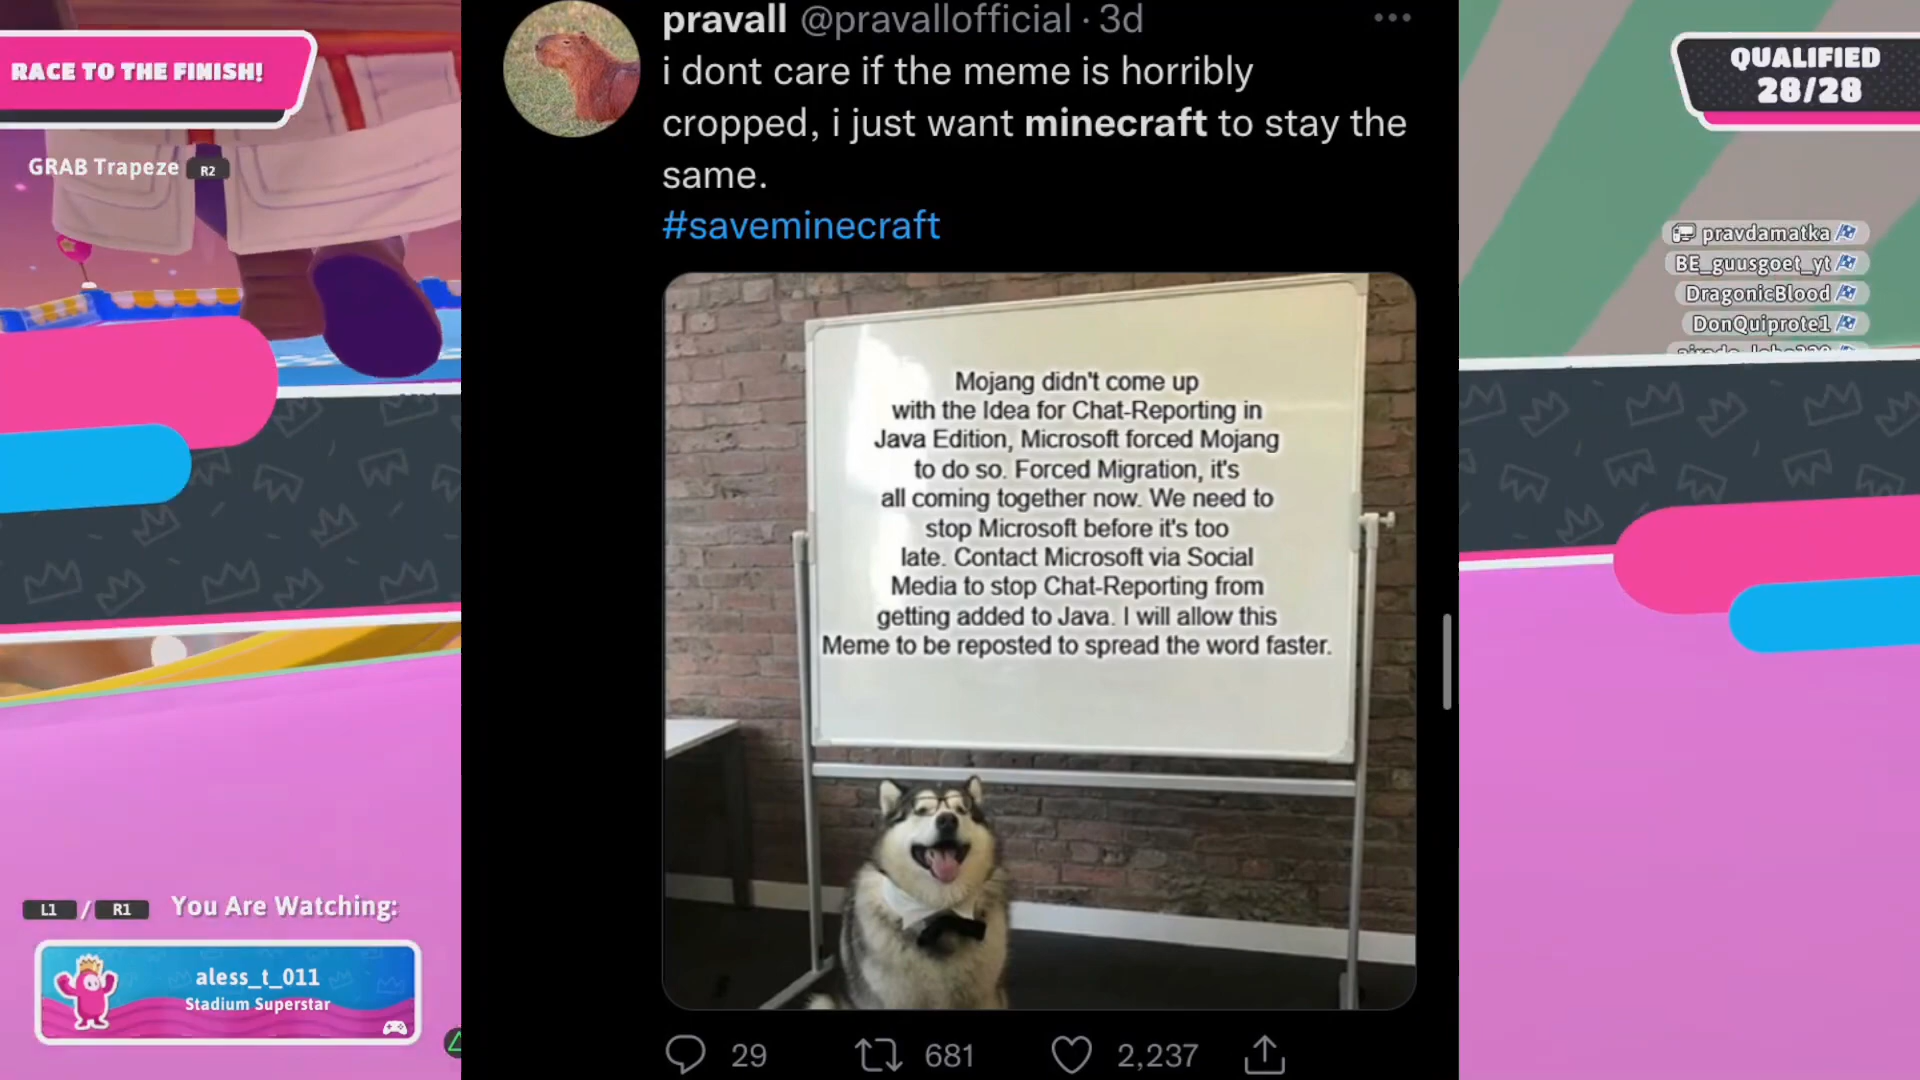 RACE TO THE FINISH!
GRAB Trapeze R2
L1 / R1 You Are Watching:
aless_t_011
Stadium Superstar
pravall @pravallofficial · 3d
i dont care if the meme is horribly
cropped, i just want minecraft to stay the
same.
#saveminecraft
Mojang didn't come up
with the Idea for Chat-Reporting in
Java Edition, Microsoft forced Mojang
to do so. Forced Migration, it's
all coming together now. We need to
stop Microsoft before it's too
late. Contact Microsoft via Social
Media to stop Chat-Reporting from
getting added to Java. I will allow this
Meme to be reposted to spread the word faster.
29 681 2,237
QUALIFIED
28/28
pravdamatka
BE_guusgoet_yt
DragonicBlood
DonQuiprote1